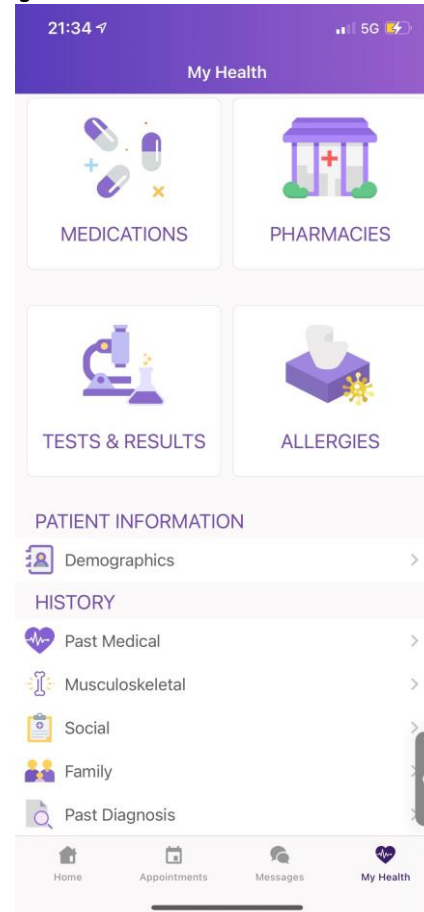 21:34 5G
My Health
MEDICATIONS PHARMACIES
TESTS & RESULTS ALLERGIES
PATIENT INFORMATION
Demographics
HISTORY
Past Medical
Musculoskeletal
Social
Family
Past Diagnosis
Home Appointments Messages My Health